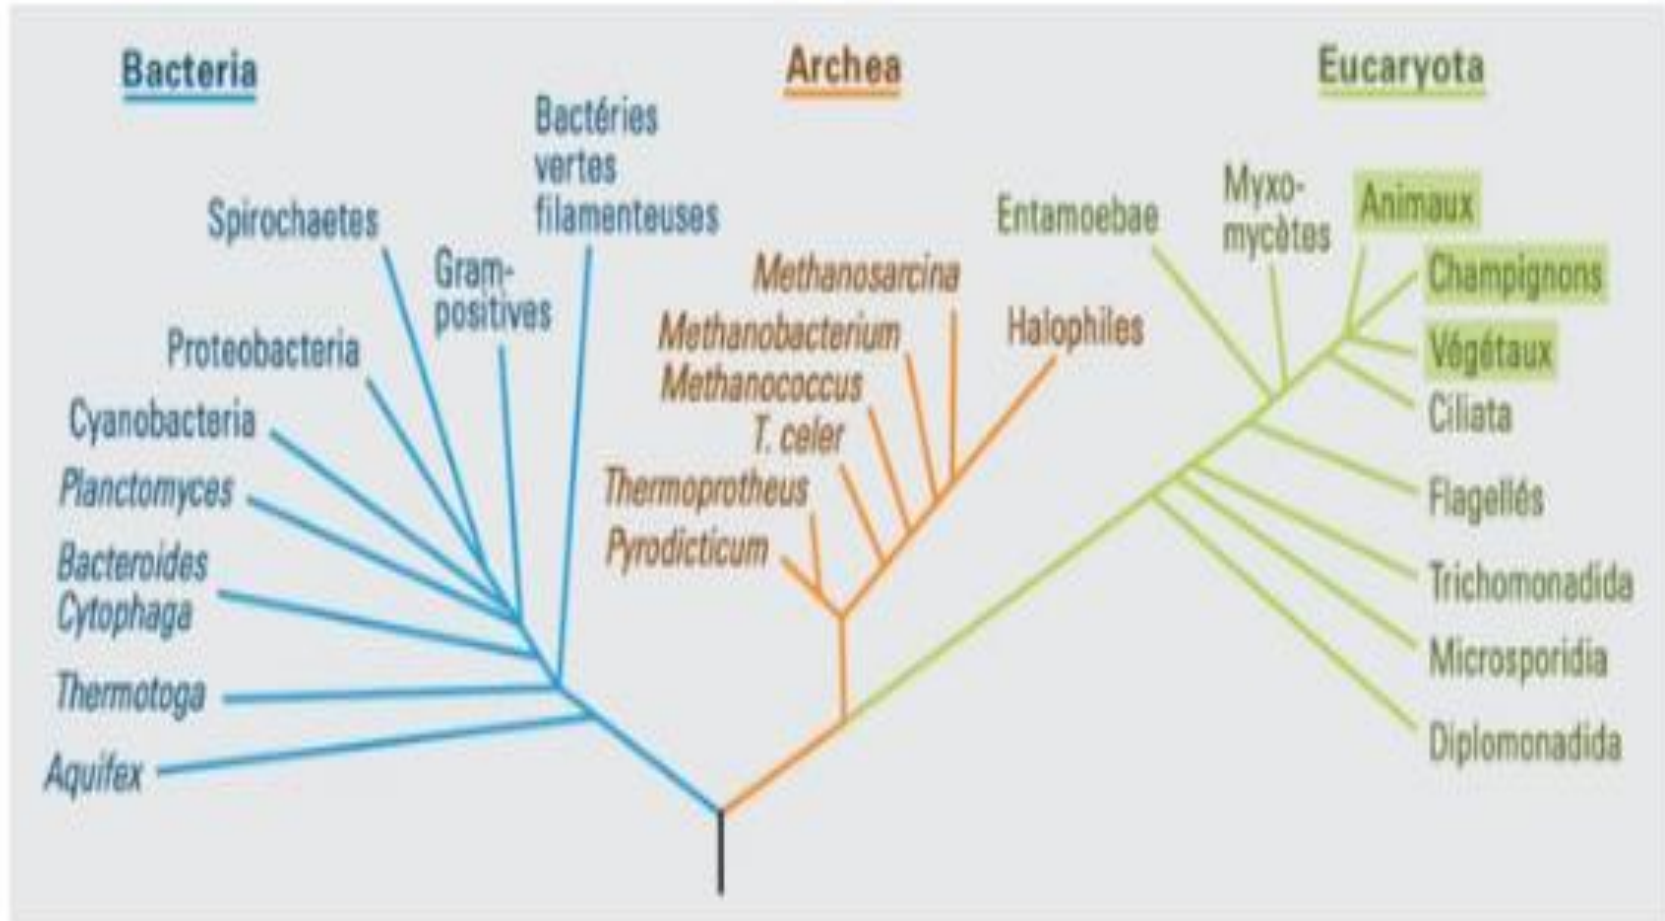 Bacteria
Archea
Eucaryota
Bactéries
vertes
filamenteuses
Spirochaetes
Gram-
positives
Proteobacteria
Cyanobacteria
Planctomyces
Bacteroides
Cytophaga
Thermotoga
Aquifex
Methanosarcina
Methanobacterium
Methanococcus
T. celer
Thermoprotheus
Pyrodicticum
Halophiles
Entamoebae
Myxo-
mycètes
Animaux
Champignons
Végétaux
Ciliata
Flagellés
Trichomonadida
Microsporidia
Diplomonadida